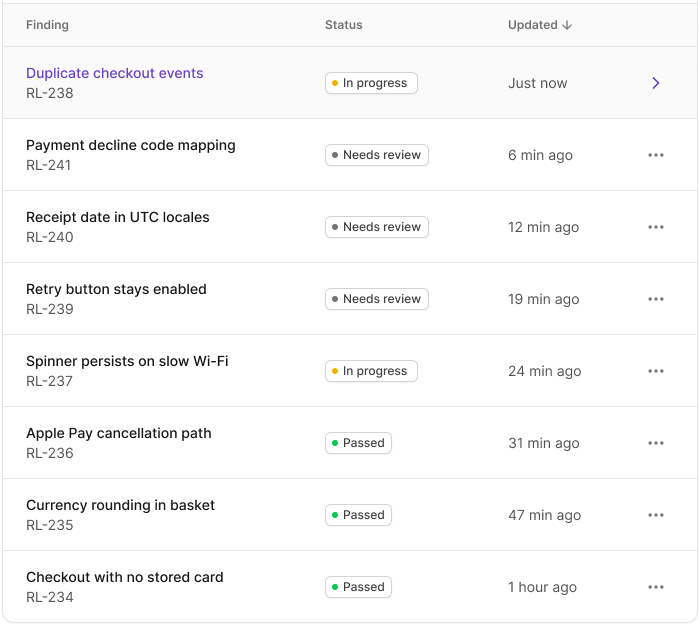 Finding Status Updated ↓
Duplicate checkout events
RL-238
In progress
Just now
Payment decline code mapping
RL-241
Needs review
6 min ago
Receipt date in UTC locales
RL-240
Needs review
12 min ago
Retry button stays enabled
RL-239
Needs review
19 min ago
Spinner persists on slow Wi-Fi
RL-237
In progress
24 min ago
Apple Pay cancellation path
RL-236
Passed
31 min ago
Currency rounding in basket
RL-235
Passed
47 min ago
Checkout with no stored card
RL-234
Passed
1 hour ago